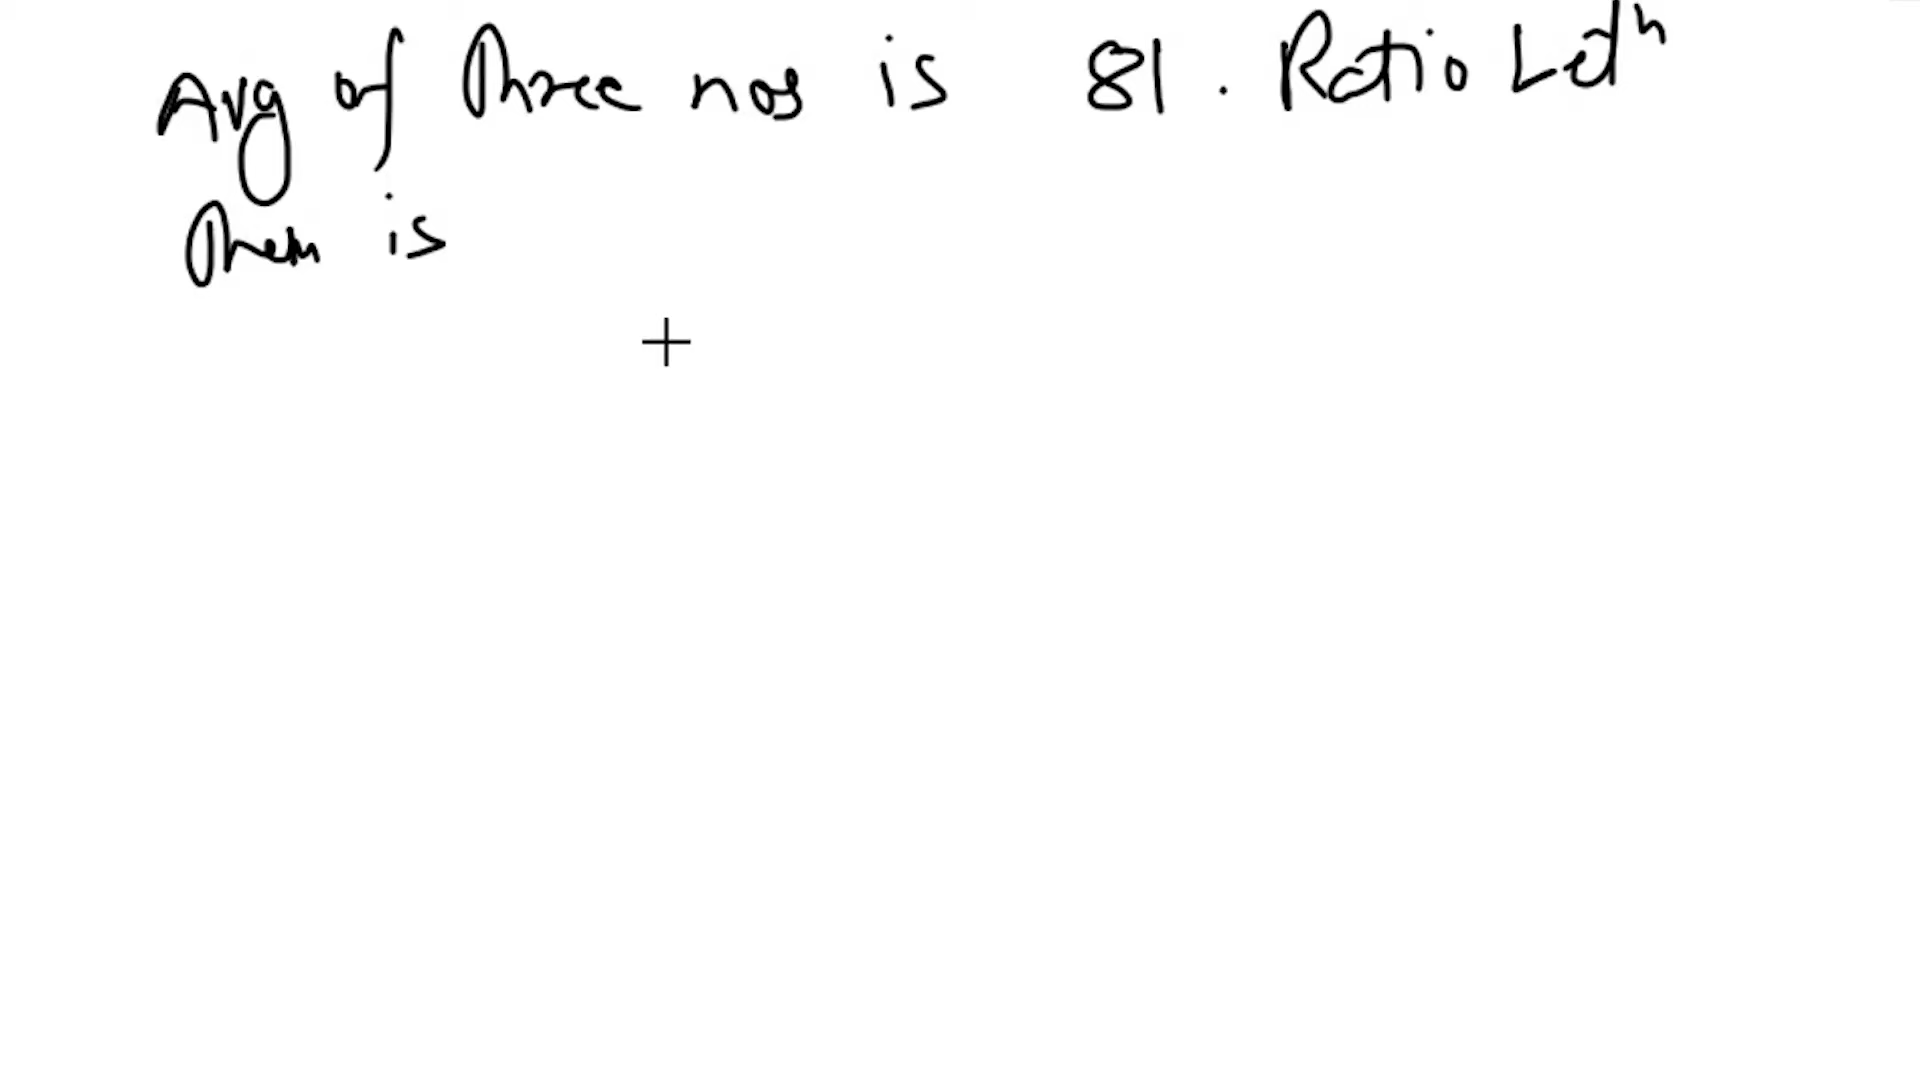 Avg of Three nos is 81. Ratio
Them is